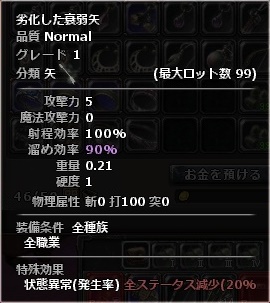 劣化した衰弱矢
品質 Normal
グレード 1
分類 矢 (最大ロット数 99)
攻撃力 5
魔法攻撃力 0
射程効率 100%
溜め効率 90%
重量 0.21
硬度 1
物理属性 斬0 打100 突0
装備条件 全種族
全職業
特殊効果
状態異常(発生率) 全ステータス減少(20%
お金を預ける